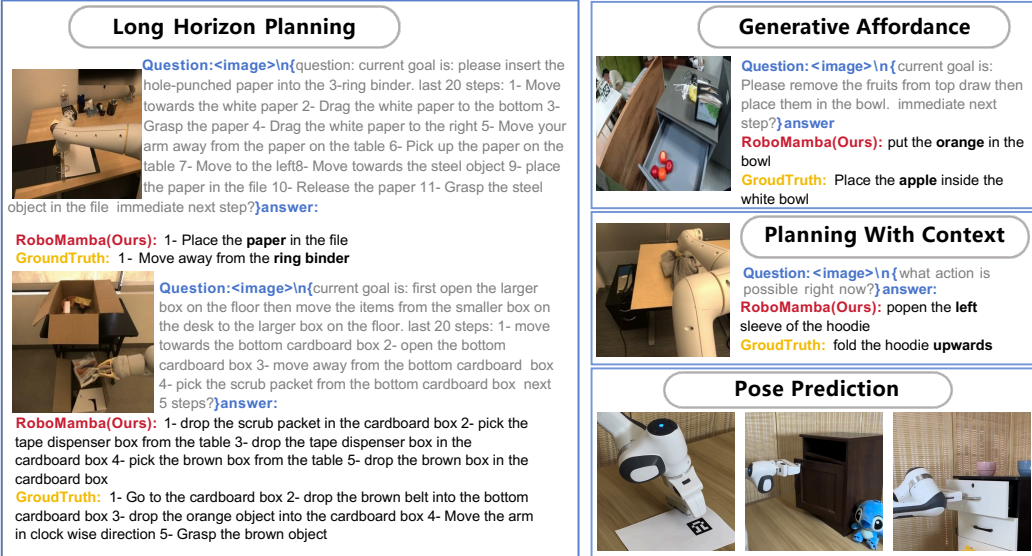 Long Horizon Planning
Question:<image>\n{question: current goal is: please insert the
hole-punched paper into the 3-ring binder. last 20 steps: 1- Move
towards the white paper 2- Drag the white paper to the bottom 3-
Grasp the paper 4- Drag the white paper to the right 5- Move your
arm away from the paper on the table 6- Pick up the paper on the
table 7- Move to the left8- Move towards the steel object 9- place
the paper in the file 10- Release the paper 11- Grasp the steel
object in the file immediate next step?}answer:
RoboMamba(Ours): 1- Place the paper in the file
GroundTruth: 1- Move away from the ring binder
Question:<image>\n{current goal is: first open the larger
box on the floor then move the items from the smaller box on
the desk to the larger box on the floor. last 20 steps: 1- move
towards the bottom cardboard box 2- open the bottom
cardboard box 3- move away from the bottom cardboard box
4- pick the scrub packet from the bottom cardboard box next
5 steps?}answer:
RoboMamba(Ours): 1- drop the scrub packet in the cardboard box 2- pick the
tape dispenser box from the table 3- drop the tape dispenser box in the
cardboard box 4- pick the brown box from the table 5- drop the brown box in the
cardboard box
GroudTruth: 1- Go to the cardboard box 2- drop the brown belt into the bottom
cardboard box 3- drop the orange object into the cardboard box 4- Move the arm
in clock wise direction 5- Grasp the brown object
Generative Affordance
Question:<image>\n{current goal is:
Please remove the fruits from top draw then
place them in the bowl. immediate next
step?}answer
RoboMamba(Ours): put the orange in the
bowl
GroudTruth: Place the apple inside the
white bowl
Planning With Context
Question:<image>\n{what action is
possible right now?}answer:
RoboMamba(Ours): popen the left
sleeve of the hoodie
GroudTruth: fold the hoodie upwards
Pose Prediction